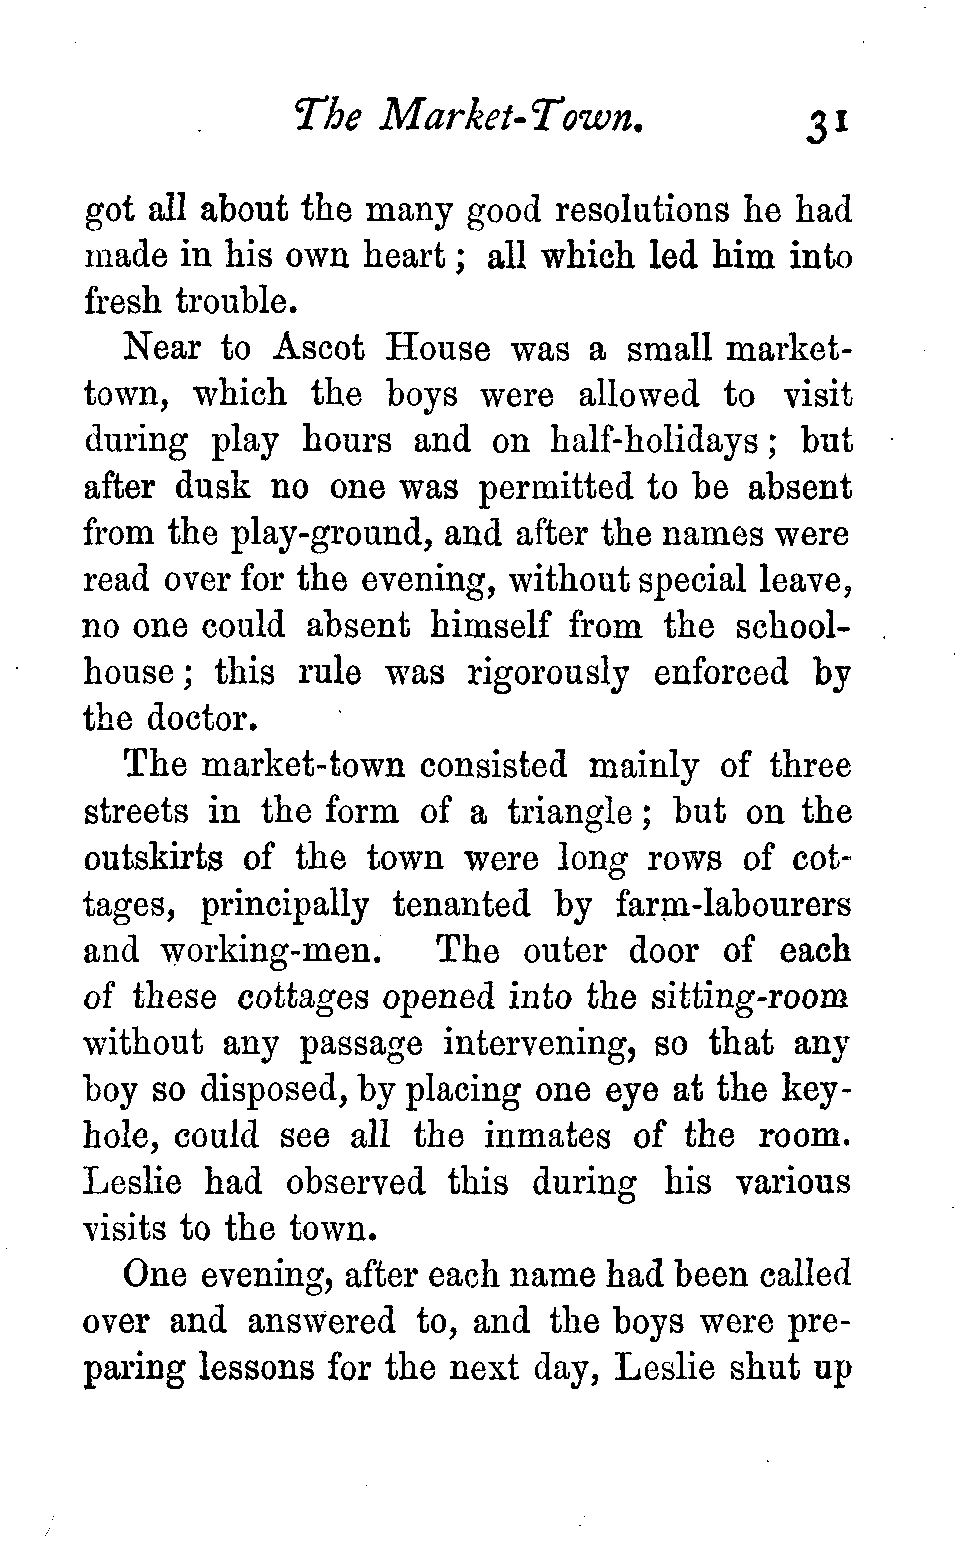 The Market-Town. 31
got all about the many good resolutions he had
made in his own heart ; all which led him into
fresh trouble.
Near to Ascot House was a small market-
town, which the boys were allowed to visit
during play hours and on half-holidays ; but
after dusk no one was permitted to be absent
from the play-ground, and after the names were
read over for the evening, without special leave,
no one could absent himself from the school-
house ; this rule was rigorously enforced by
the doctor.
The market-town consisted mainly of three
streets in the form of a triangle ; but on the
outskirts of the town were long rows of cot-
tages, principally tenanted by farm-labourers
and working-men. The outer door of each
of these cottages opened into the sitting-room
without any passage intervening, so that any
boy so disposed, by placing one eye at the key-
hole, could see all the inmates of the room.
Leslie had observed this during his various
visits to the town.
One evening, after each name had been called
over and answered to, and the boys were pre-
paring lessons for the next day, Leslie shut up